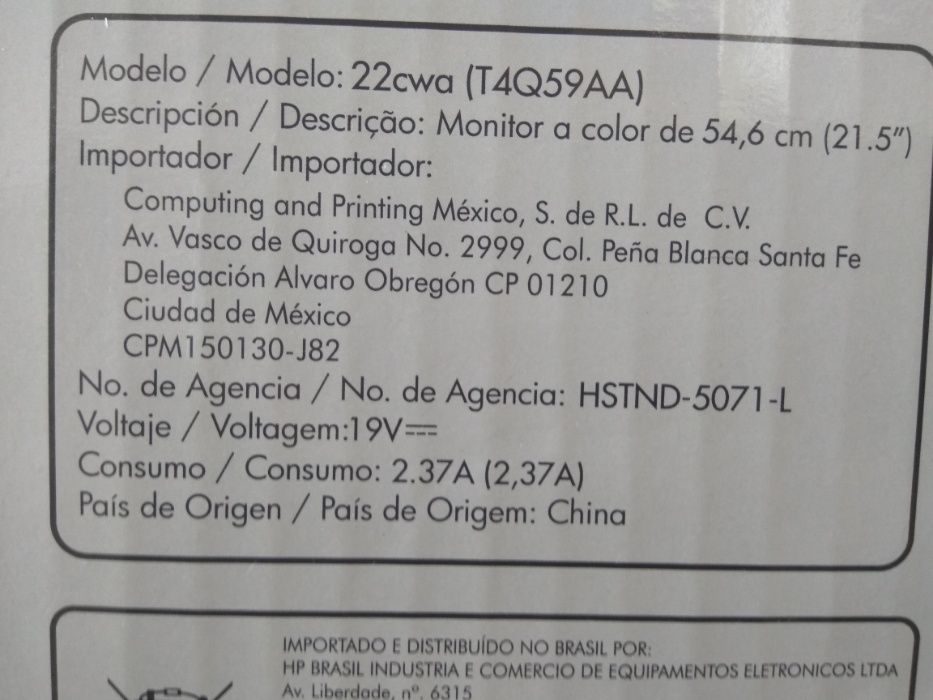 Modelo / Modelo: 22cwa (T4Q59AA)
Descripción / Descrição: Monitor a color de 54,6 cm (21.5")
Importador / Importador:
Computing and Printing México, S. de R.L. de C.V.
Av. Vasco de Quiroga No. 2999, Col. Peña Blanca Santa Fe
Delegación Alvaro Obregón CP 01210
Ciudad de México
CPM150130-J82
No. de Agencia / No. de Agencia: HSTND-5071-L
Voltaje / Voltagem:19V⎓
Consumo / Consumo: 2.37A (2,37A)
País de Origen / País de Origem: China
IMPORTADO E DISTRIBUÍDO NO BRASIL POR:
HP BRASIL INDUSTRIA E COMERCIO DE EQUIPAMENTOS ELETRONICOS LTDA
Av. Liberdade, nº. 6315